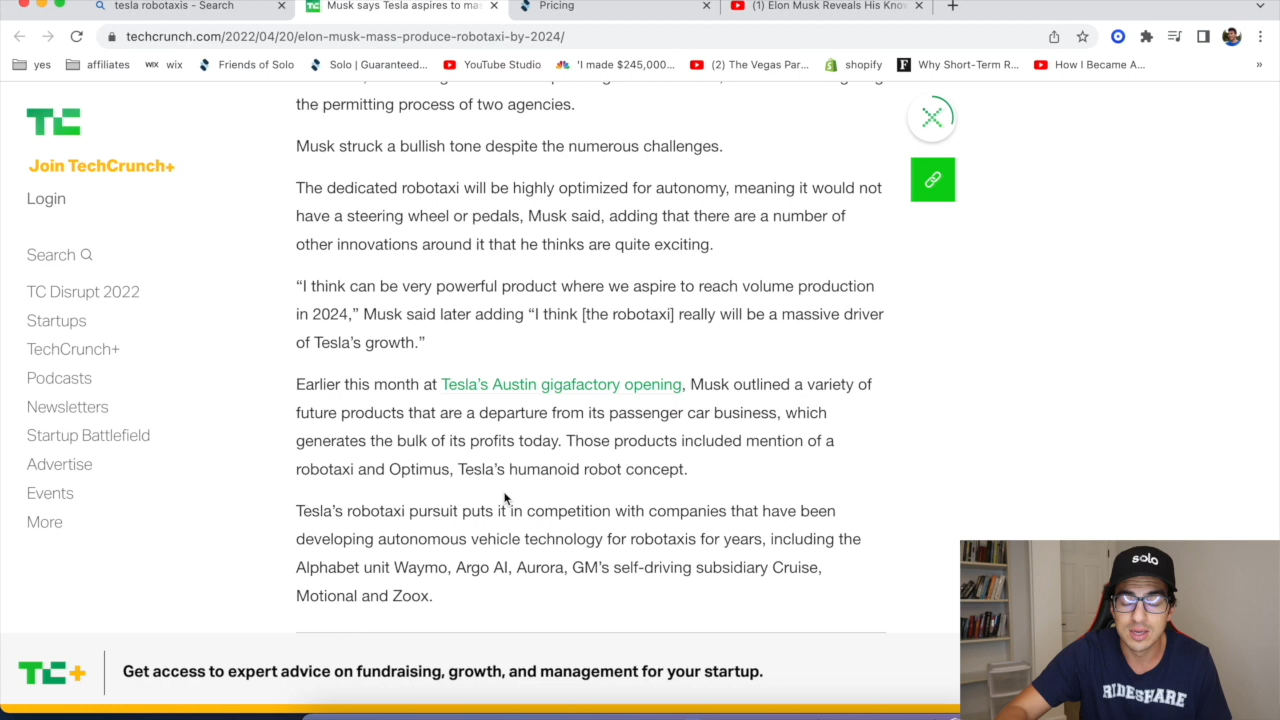 tesla robotaxis - Search
Musk says Tesla aspires to mas
Pricing
(1) Elon Musk Reveals His Kno
techcrunch.com/2022/04/20/elon-musk-mass-produce-robotaxi-by-2024/
yes
affiliates
WIX wix
Friends of Solo
Solo | Guaranteed...
YouTube Studio
'I made $245,000...
(2) The Vegas Par...
shopify
Why Short-Term R...
How I Became A...
»
the permitting process of two agencies.
TC
Join TechCrunch+
Login
Search
TC Disrupt 2022
Startups
TechCrunch+
Podcasts
Newsletters
Startup Battlefield
Advertise
Events
More
Musk struck a bullish tone despite the numerous challenges.
The dedicated robotaxi will be highly optimized for autonomy, meaning it would not
have a steering wheel or pedals, Musk said, adding that there are a number of
other innovations around it that he thinks are quite exciting.
“I think can be very powerful product where we aspire to reach volume production
in 2024,” Musk said later adding “I think [the robotaxi] really will be a massive driver
of Tesla’s growth.”
Earlier this month at Tesla’s Austin gigafactory opening, Musk outlined a variety of
future products that are a departure from its passenger car business, which
generates the bulk of its profits today. Those products included mention of a
robotaxi and Optimus, Tesla’s humanoid robot concept.
Tesla’s robotaxi pursuit puts it in competition with companies that have been
developing autonomous vehicle technology for robotaxis for years, including the
Alphabet unit Waymo, Argo AI, Aurora, GM’s self-driving subsidiary Cruise,
Motional and Zoox.
TC+
Get access to expert advice on fundraising, growth, and management for your startup.
solo
RIDESHARE